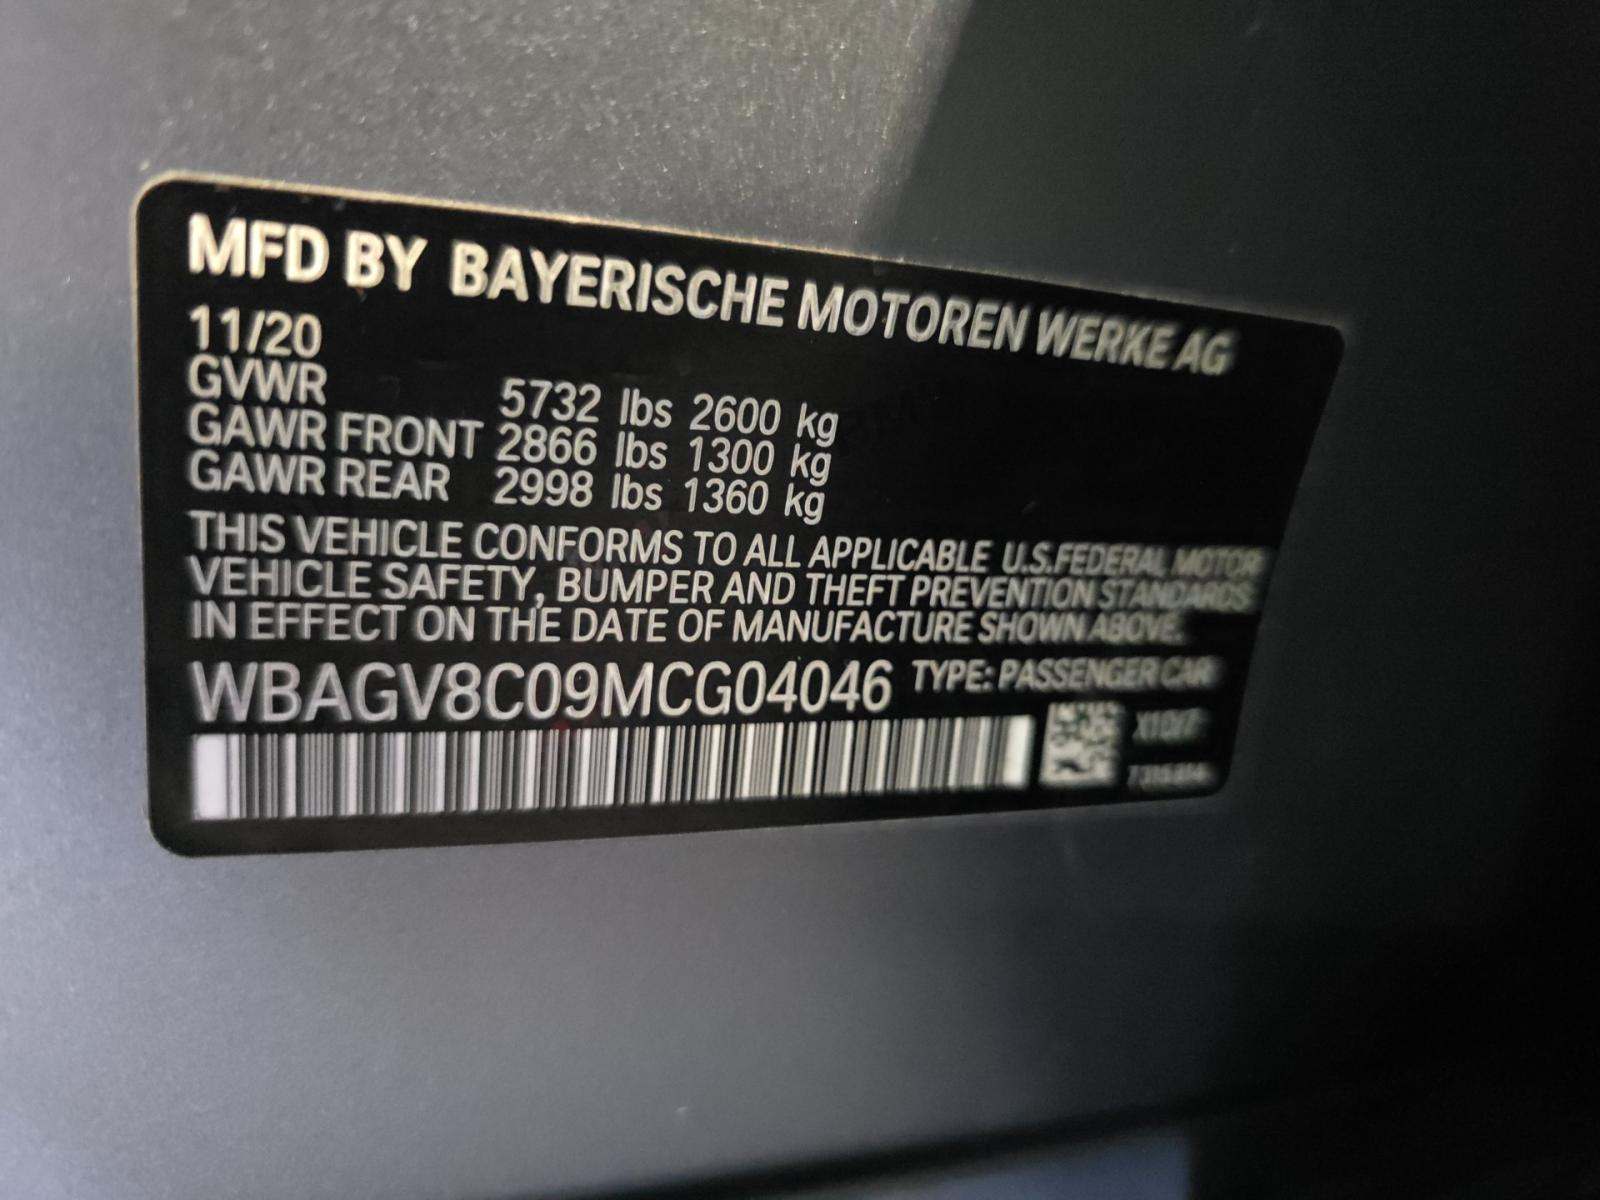 MFD BY BAYERISCHE MOTOREN WERKE AG
11/20
GVWR 5732 lbs 2600 kg
GAWR FRONT 2866 lbs 1300 kg
GAWR REAR 2998 lbs 1360 kg
THIS VEHICLE CONFORMS TO ALL APPLICABLE U.S.FEDERAL MOTOR
VEHICLE SAFETY, BUMPER AND THEFT PREVENTION STANDARDS
IN EFFECT ON THE DATE OF MANUFACTURE SHOWN ABOVE.
WBAGV8C09MCG04046 TYPE: PASSENGER CAR